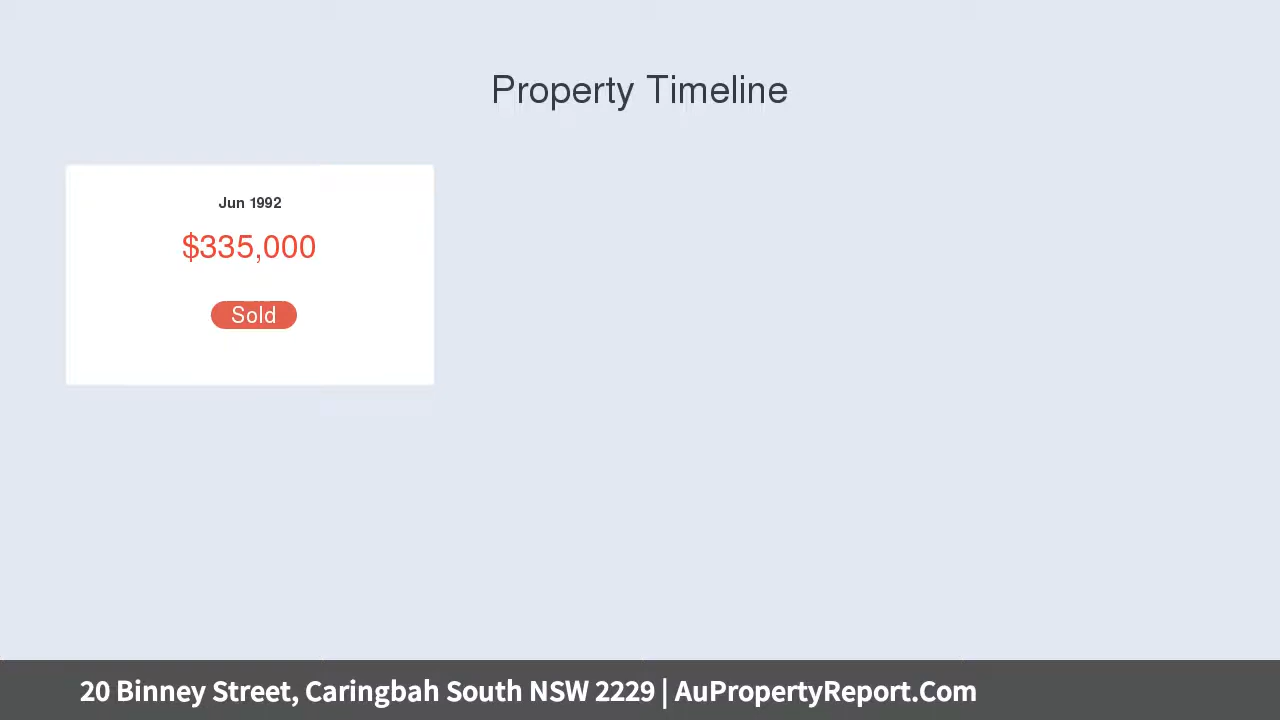 Property Timeline
Jun 1992
$335,000
Sold
20 Binney Street, Caringbah South NSW 2229 | AuPropertyReport.Com